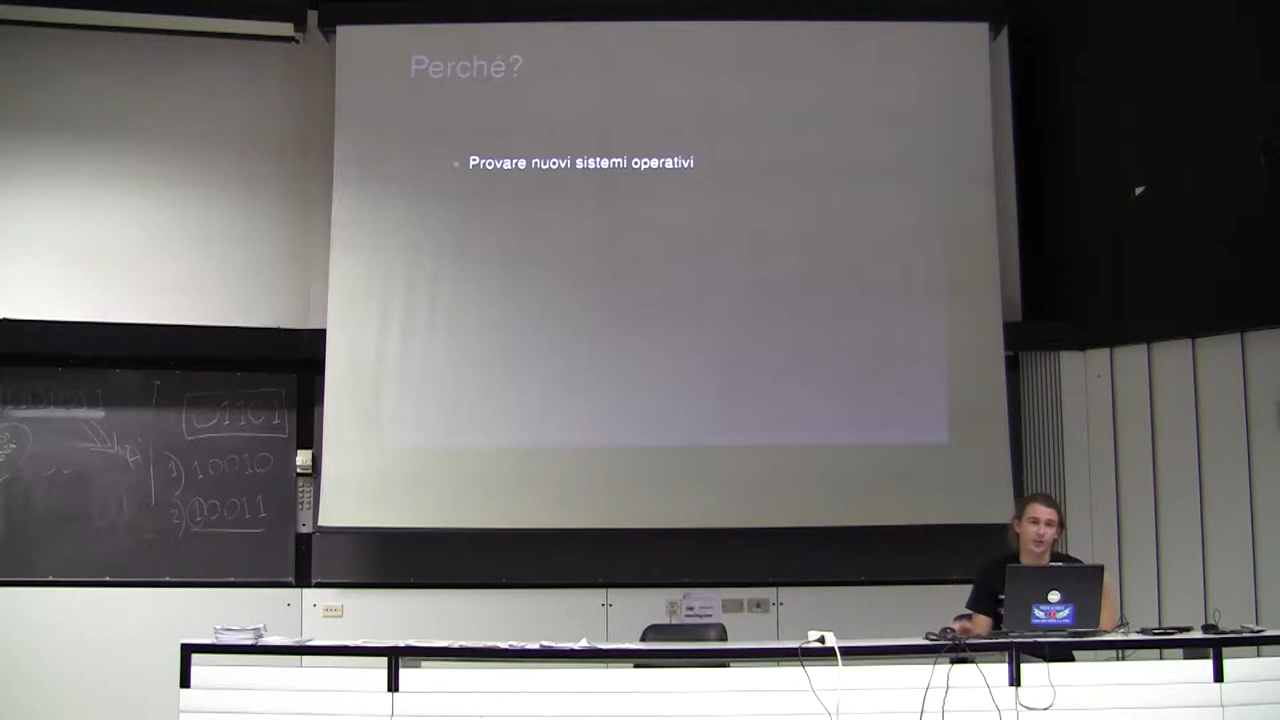 Perché?
Provare nuovi sistemi operativi
01101
1) 10010
2) 10011